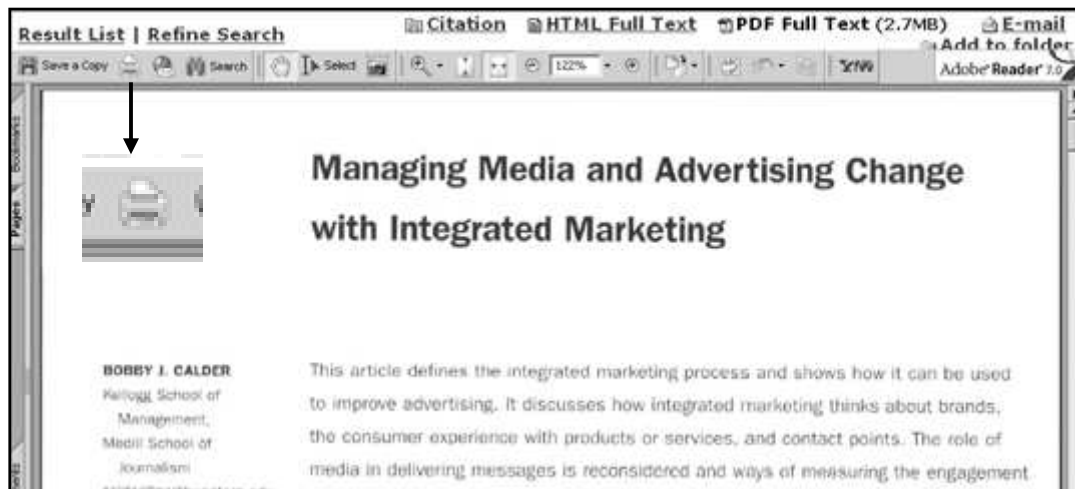 Result List | Refine Search
Citation HTML Full Text PDF Full Text (2.7MB) E-mail
Add to folder
Save a Copy Search Select 122% Adobe Reader 7.0
Bookmarks
Pages
Managing Media and Advertising Change
with Integrated Marketing
BOBBY J. CALDER
Kellogg School of
Management,
Medill School of
Journalism
This article defines the integrated marketing process and shows how it can be used
to improve advertising. It discusses how integrated marketing thinks about brands,
the consumer experience with products or services, and contact points. The role of
media in delivering messages is reconsidered and ways of measuring the engagement